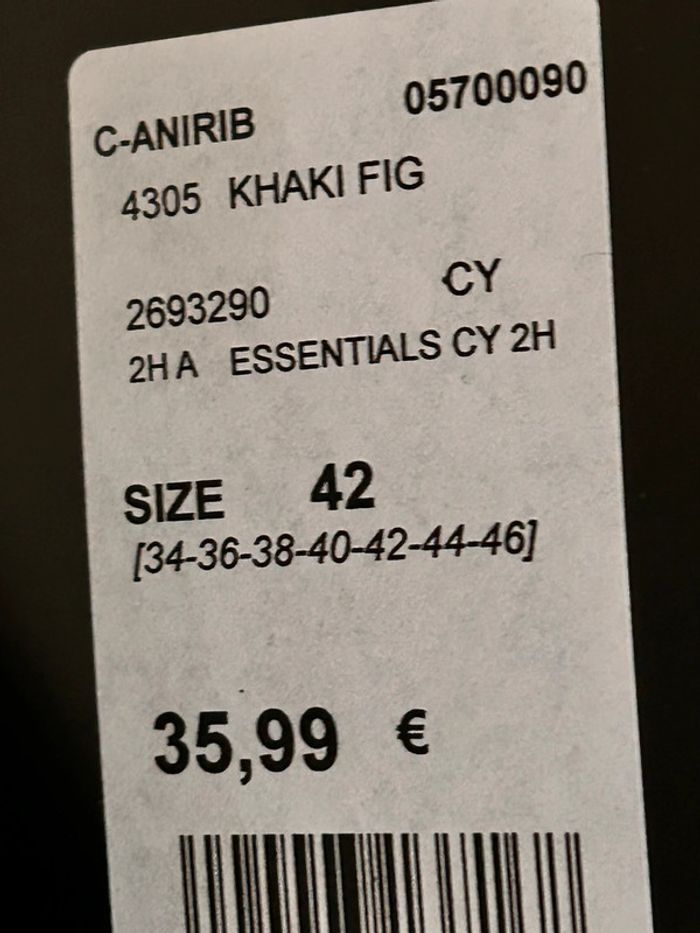 C-ANIRIB 05700090
4305 KHAKI FIG
2693290 CY
2H A ESSENTIALS CY 2H
SIZE 42
[34-36-38-40-42-44-46]
35,99 €